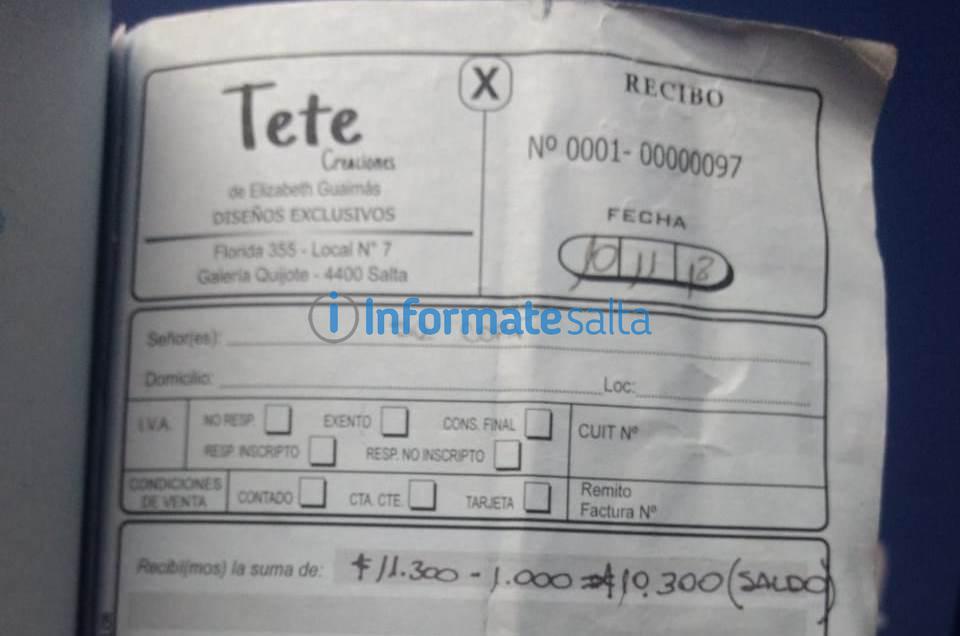 Tete
Creaciones
de Elizabeth Guaimás
DISEÑOS EXCLUSIVOS
Florida 355 - Local N° 7
Galería Quijote - 4400 Salta
X
RECIBO
Nº 0001- 00000097
FECHA
10 11 18
informatesalta
Señor(es):
Domicilio: Loc:
I.V.A. NO RESP. EXENTO CONS. FINAL
RESP. INSCRIPTO RESP. NO INSCRIPTO
CUIT Nº
CONDICIONES DE VENTA CONTADO CTA. CTE. TARJETA
Remito
Factura Nº
Recibi(mos) la suma de: $11.300 - 1.000 ⇒ $10.300 (SALDO)